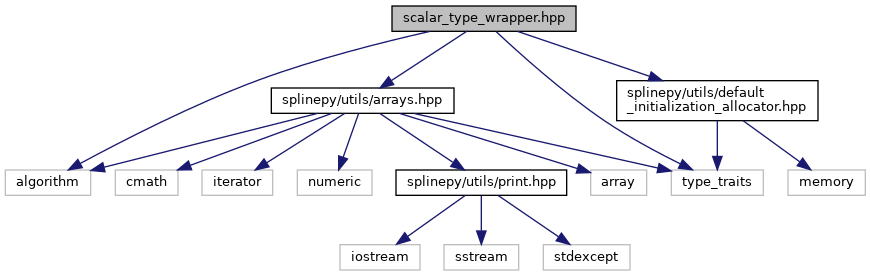 scalar_type_wrapper.hpp
splinepy/utils/arrays.hpp
splinepy/utils/default
_initialization_allocator.hpp
algorithm
cmath
iterator
numeric
splinepy/utils/print.hpp
array
type_traits
memory
iostream
sstream
stdexcept